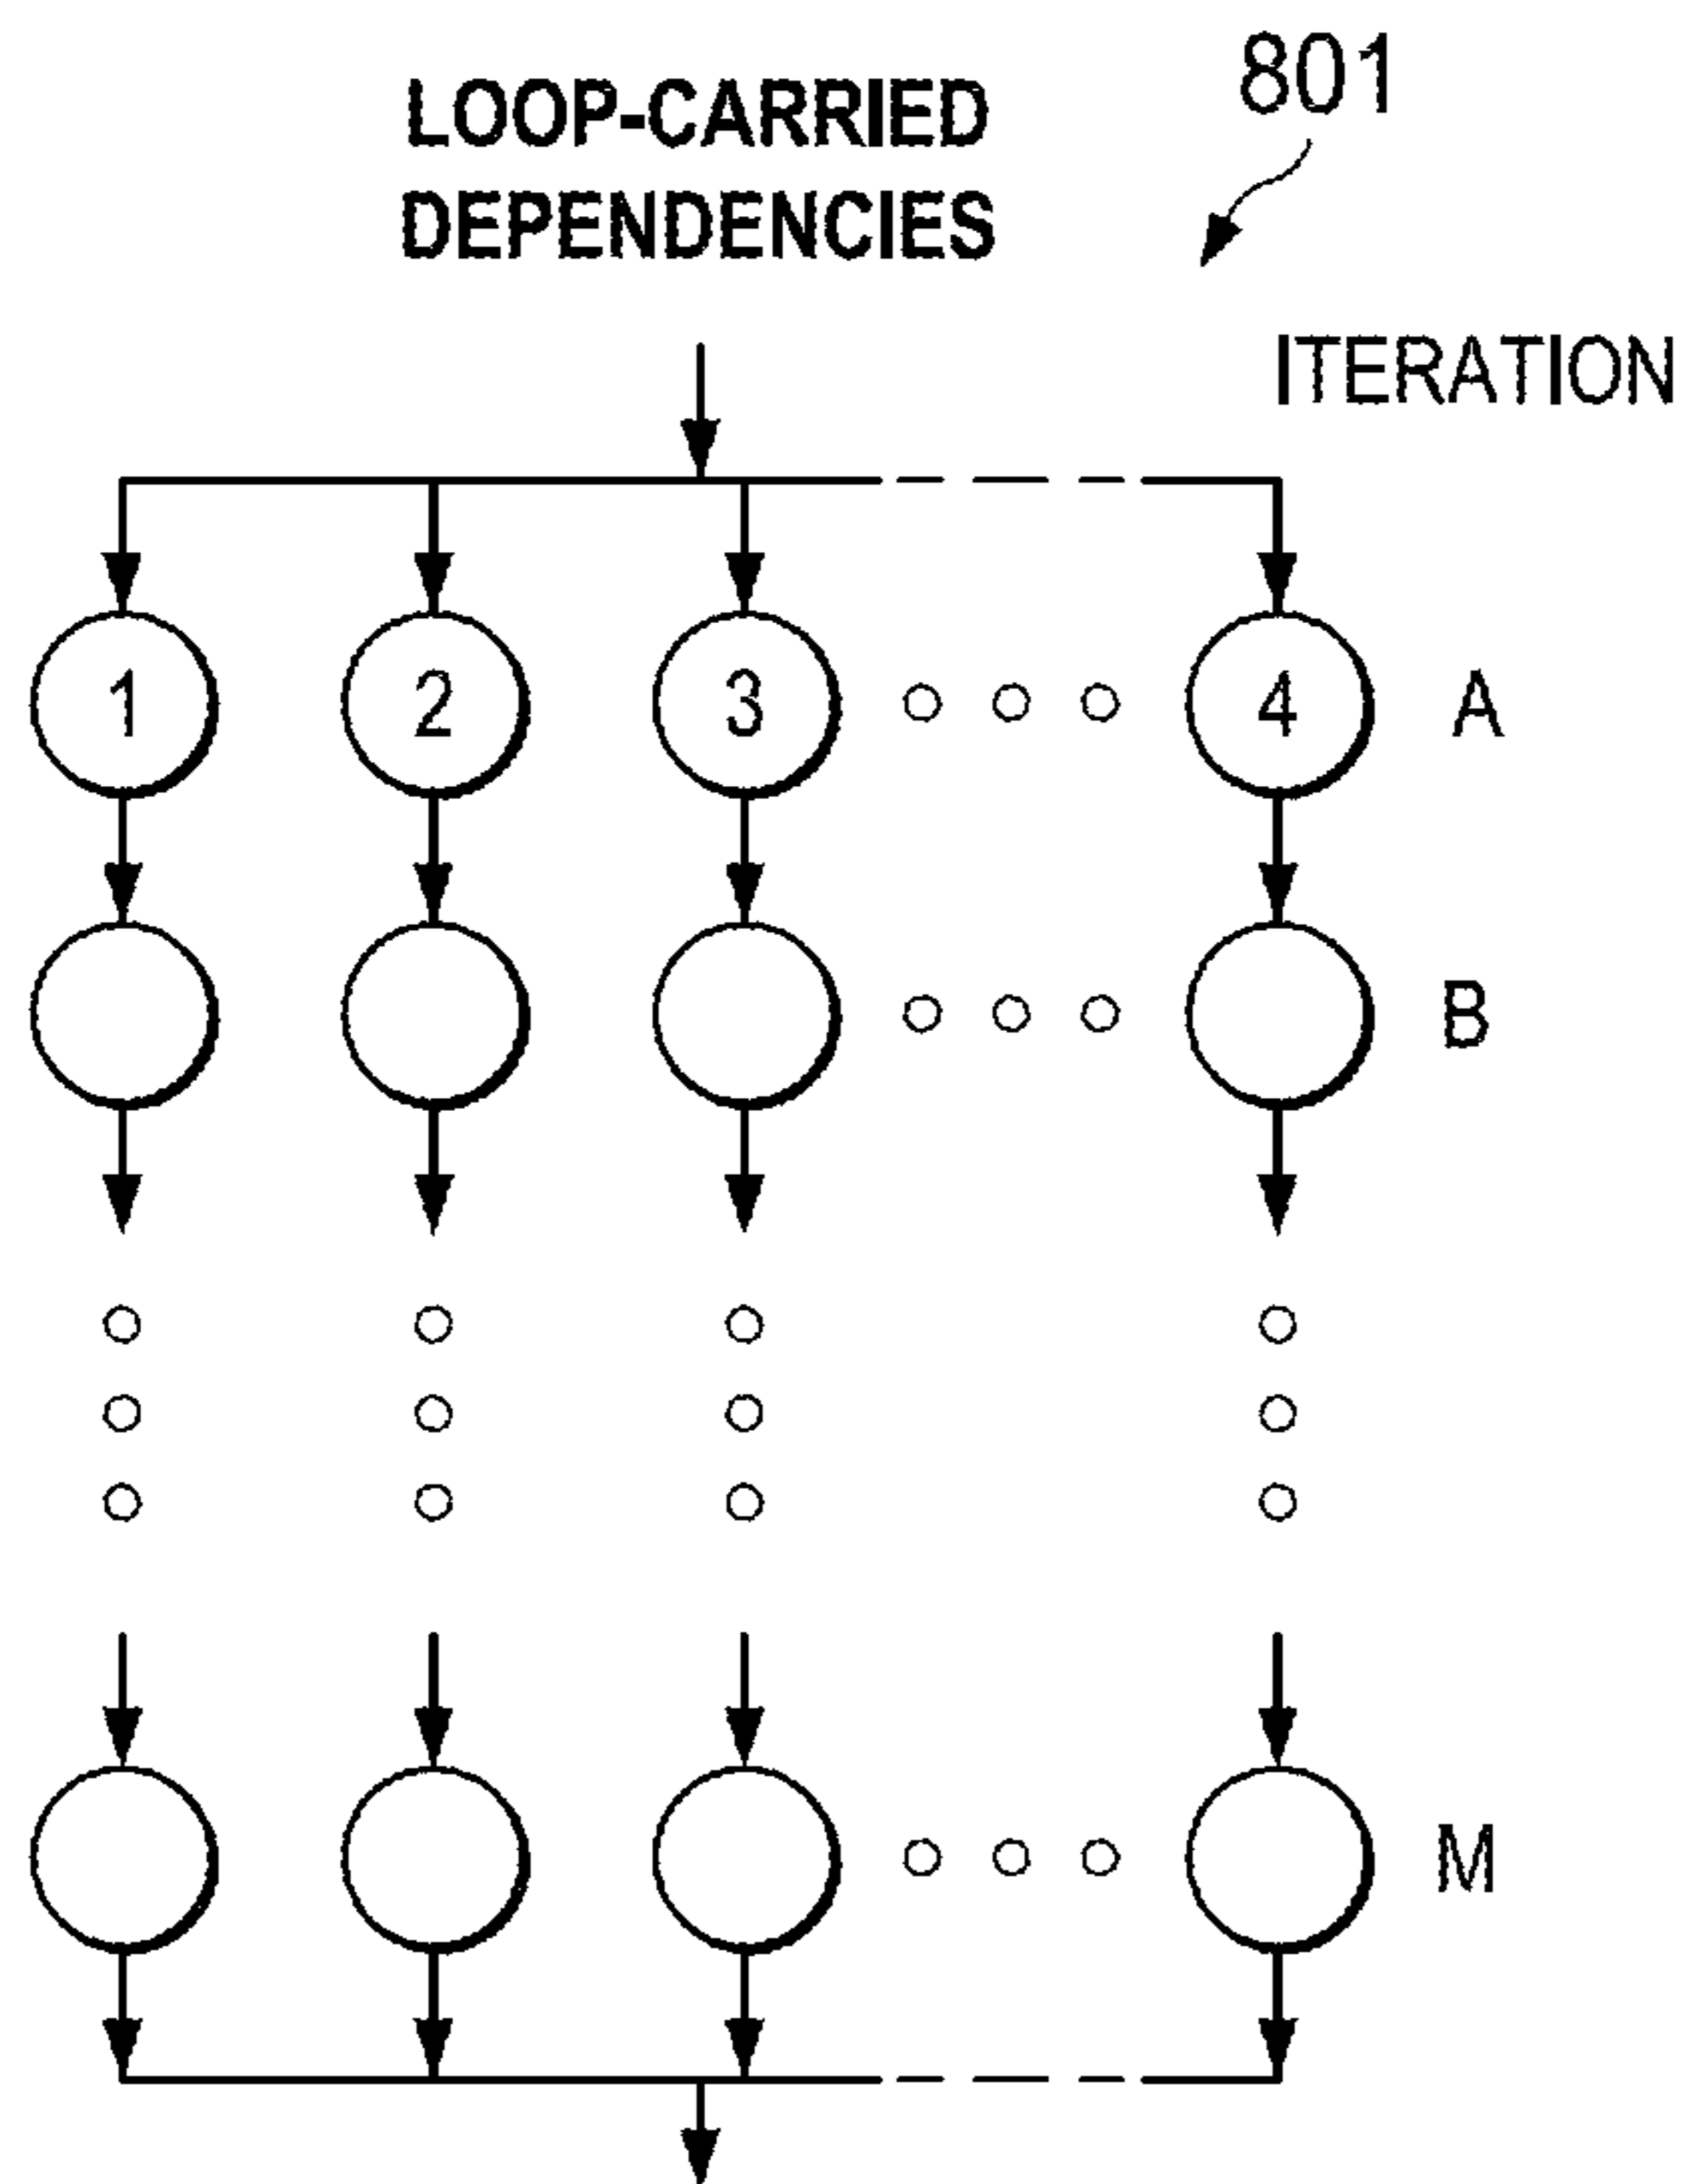 801
LOOP-CARRIED
DEPENDENCIES
ITERATION
1 2 3 4 A
B
M